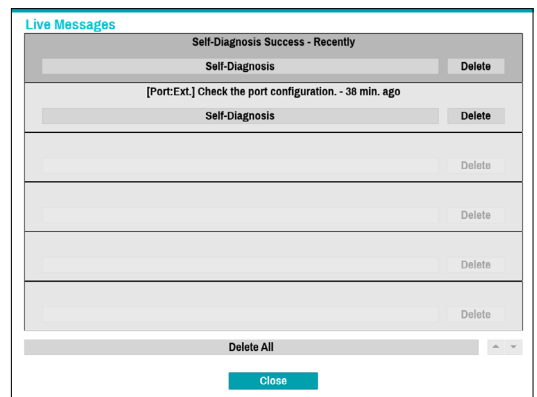 Live Messages
Self-Diagnosis Success - Recently
Self-Diagnosis Delete
[Port:Ext.] Check the port configuration. - 38 min. ago
Self-Diagnosis Delete
Delete
Delete
Delete
Delete
Delete All
Close